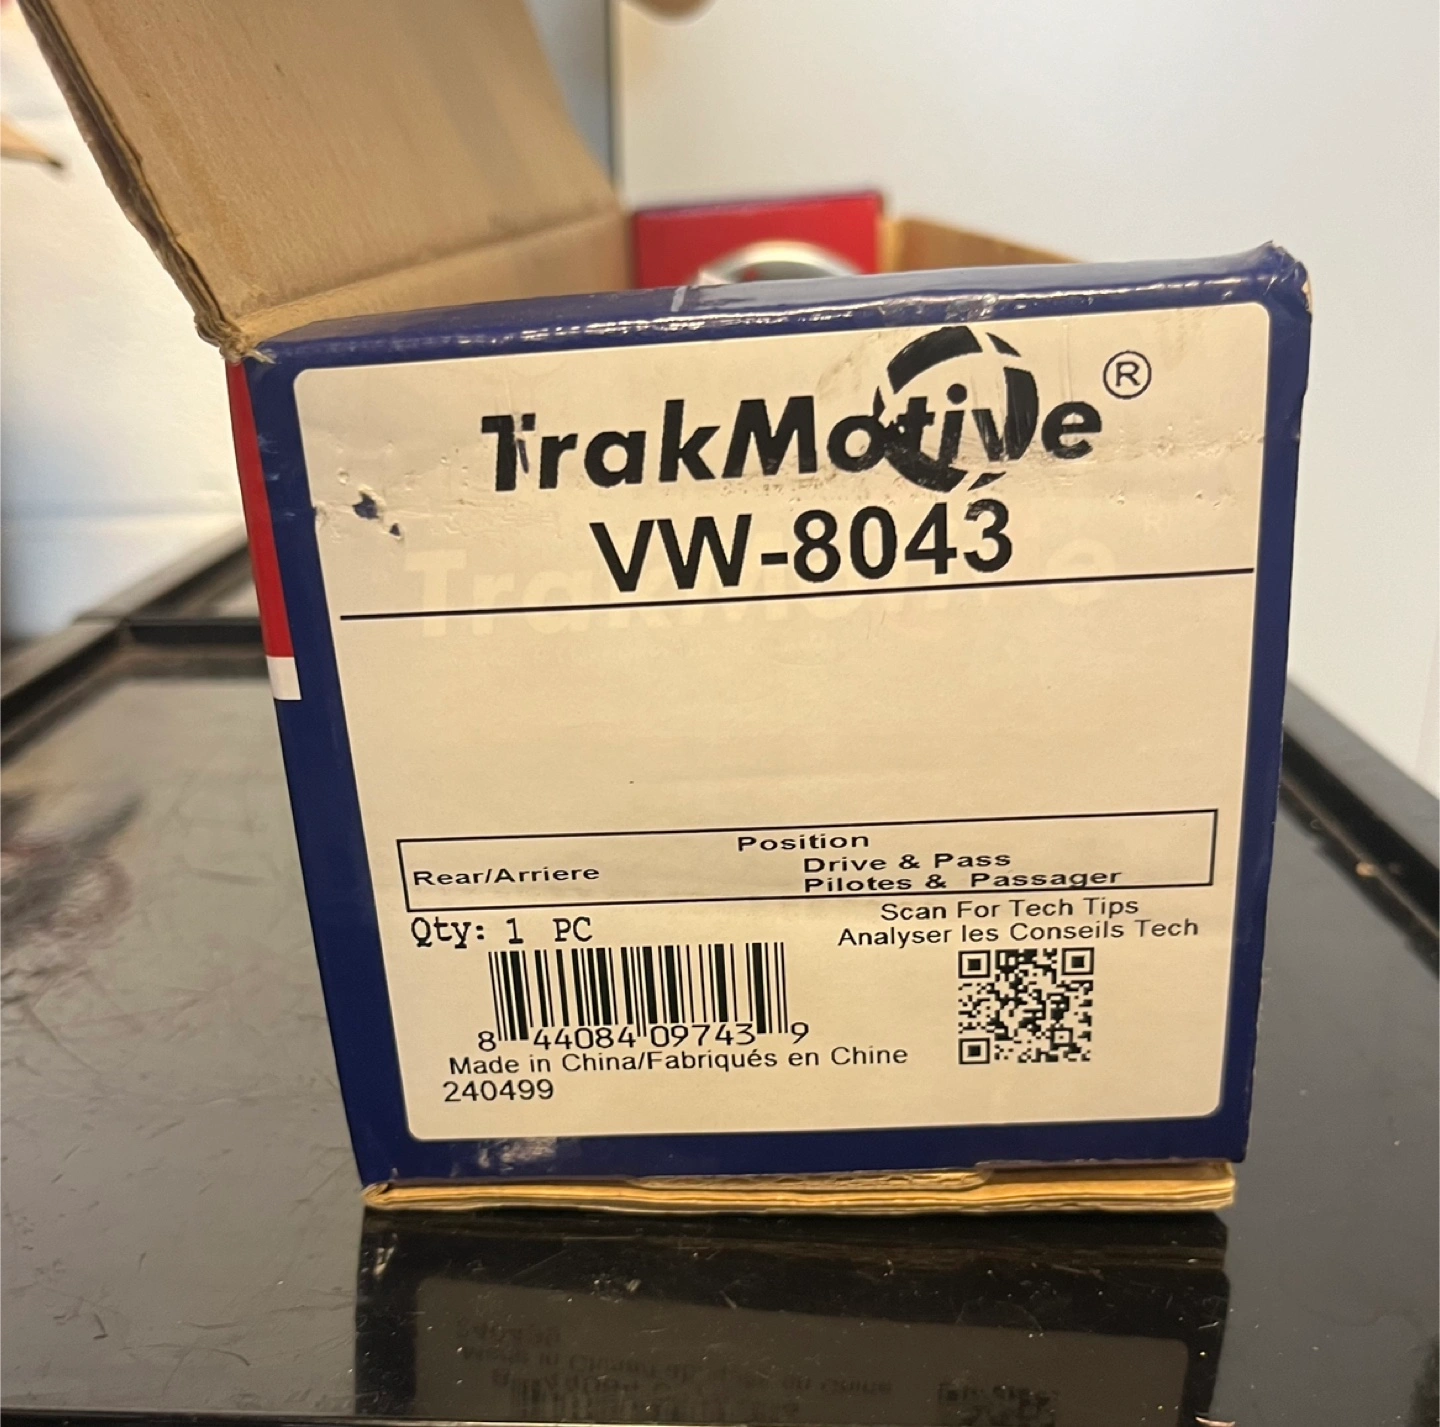 TrakMotive®
VW-8043
Position
Rear/Arriere
Drive & Pass
Pilotes & Passager
Qty: 1 PC
Scan For Tech Tips
Analyser les Conseils Tech
8 44084 09743 9
Made in China/Fabriqués en Chine
240499